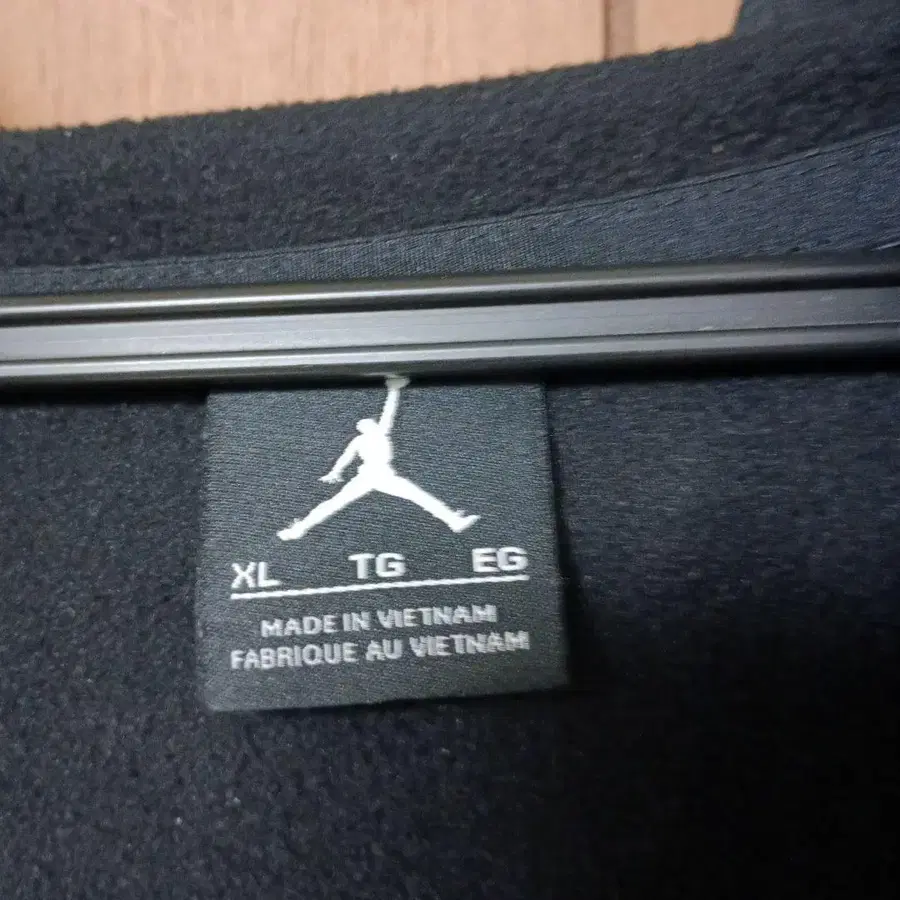 XL TG EG
MADE IN VIETNAM
FABRIQUE AU VIETNAM